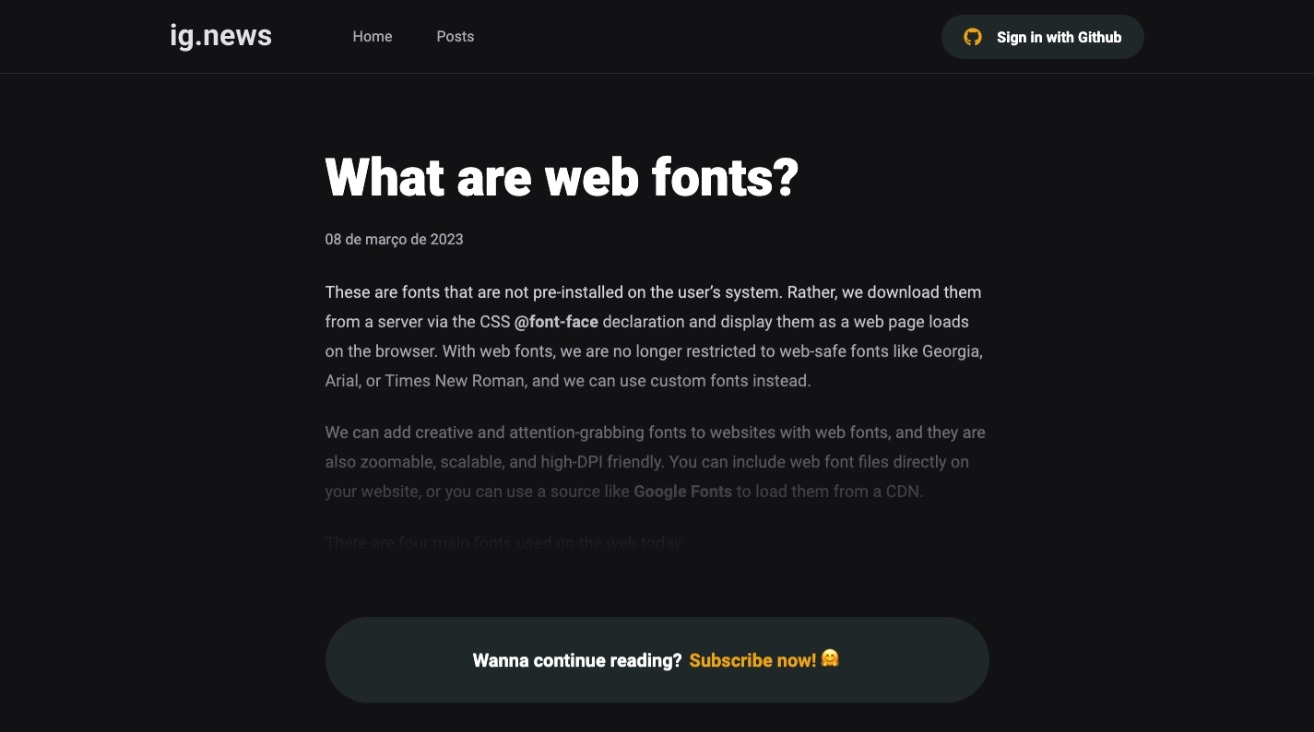 ig.news
Home
Posts
Sign in with Github
What are web fonts?
08 de março de 2023
These are fonts that are not pre-installed on the user’s system. Rather, we download them
from a server via the CSS @font-face declaration and display them as a web page loads
on the browser. With web fonts, we are no longer restricted to web-safe fonts like Georgia,
Arial, or Times New Roman, and we can use custom fonts instead.
We can add creative and attention-grabbing fonts to websites with web fonts, and they are
also zoomable, scalable, and high-DPI friendly. You can include web font files directly on
your website, or you can use a source like Google Fonts to load them from a CDN.
There are four main fonts used on the web today:
Wanna continue reading? Subscribe now! 🤗